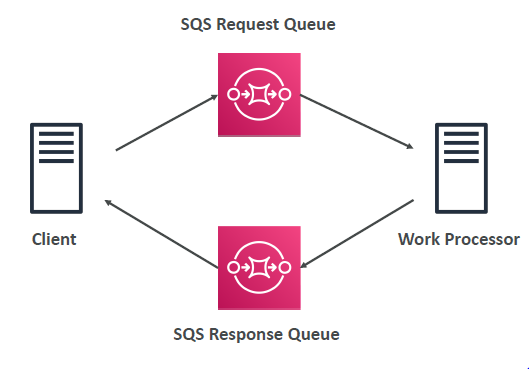 SQS Request Queue
Client
Work Processor
SQS Response Queue